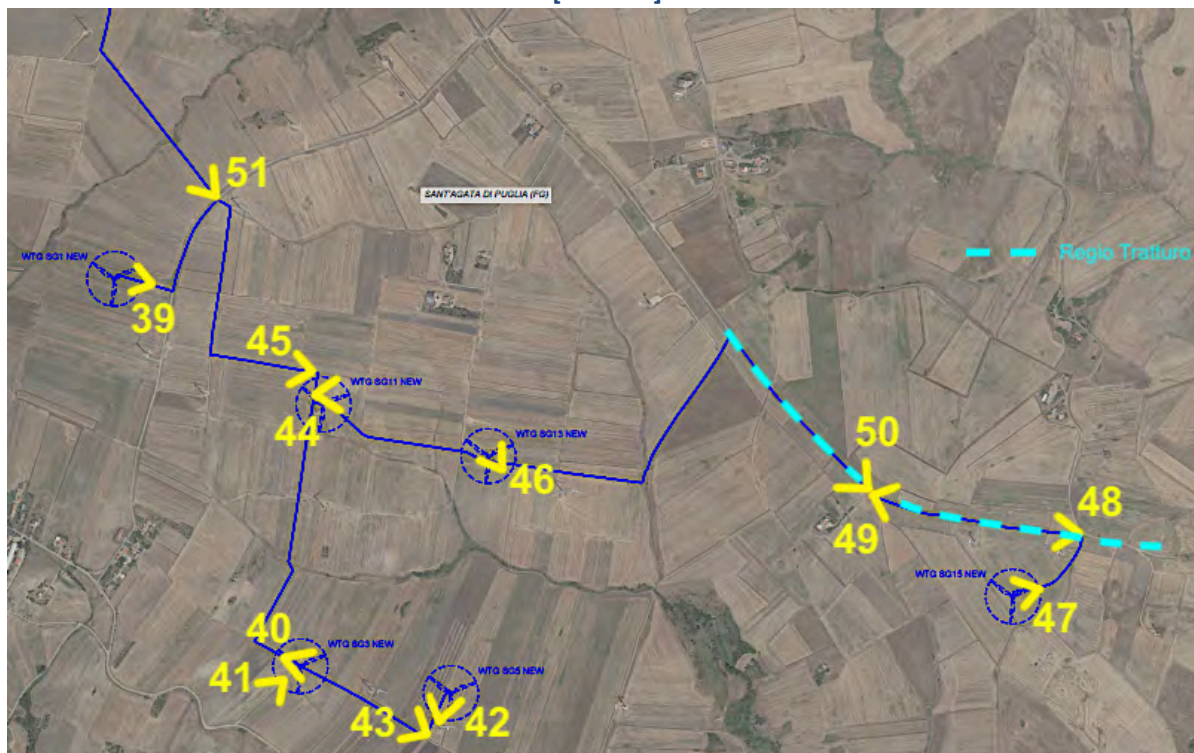 51
SANT'AGATA DI PUGLIA (FG)
WTG SG1 NEW
Regio Tratturo
39
45
WTG SG11 NEW
44
WTG SG13 NEW
46
50
48
49
WTG SG15 NEW
47
40
WTG SG3 NEW
41
WTG SG5 NEW
43
42